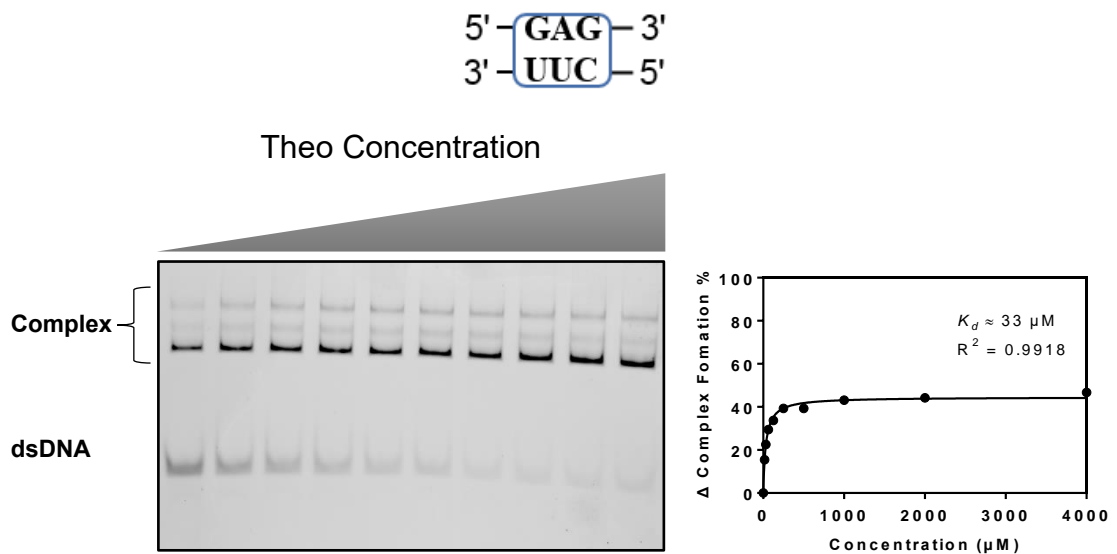 5' GAG 3'
3' UUC 5'
Theo Concentration
Complex
dsDNA
Δ Complex Fomation %
100
80
60
40
20
0
K_d ≈ 33 µM
R² = 0.9918
0 1000 2000 3000 4000
Concentration (µM)